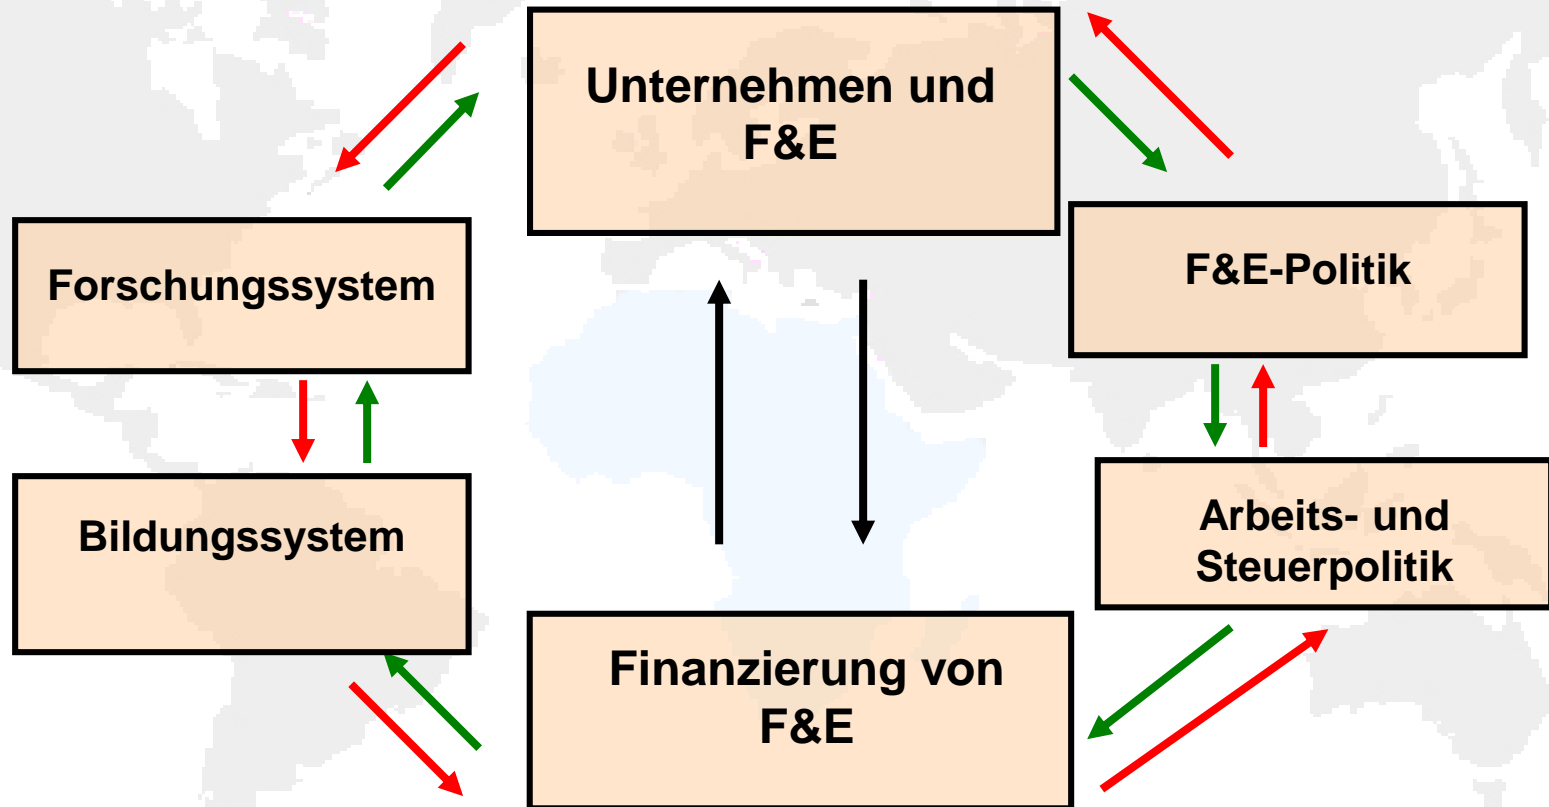 Unternehmen und
F&E
Forschungssystem
F&E-Politik
Bildungssystem
Arbeits- und
Steuerpolitik
Finanzierung von
F&E